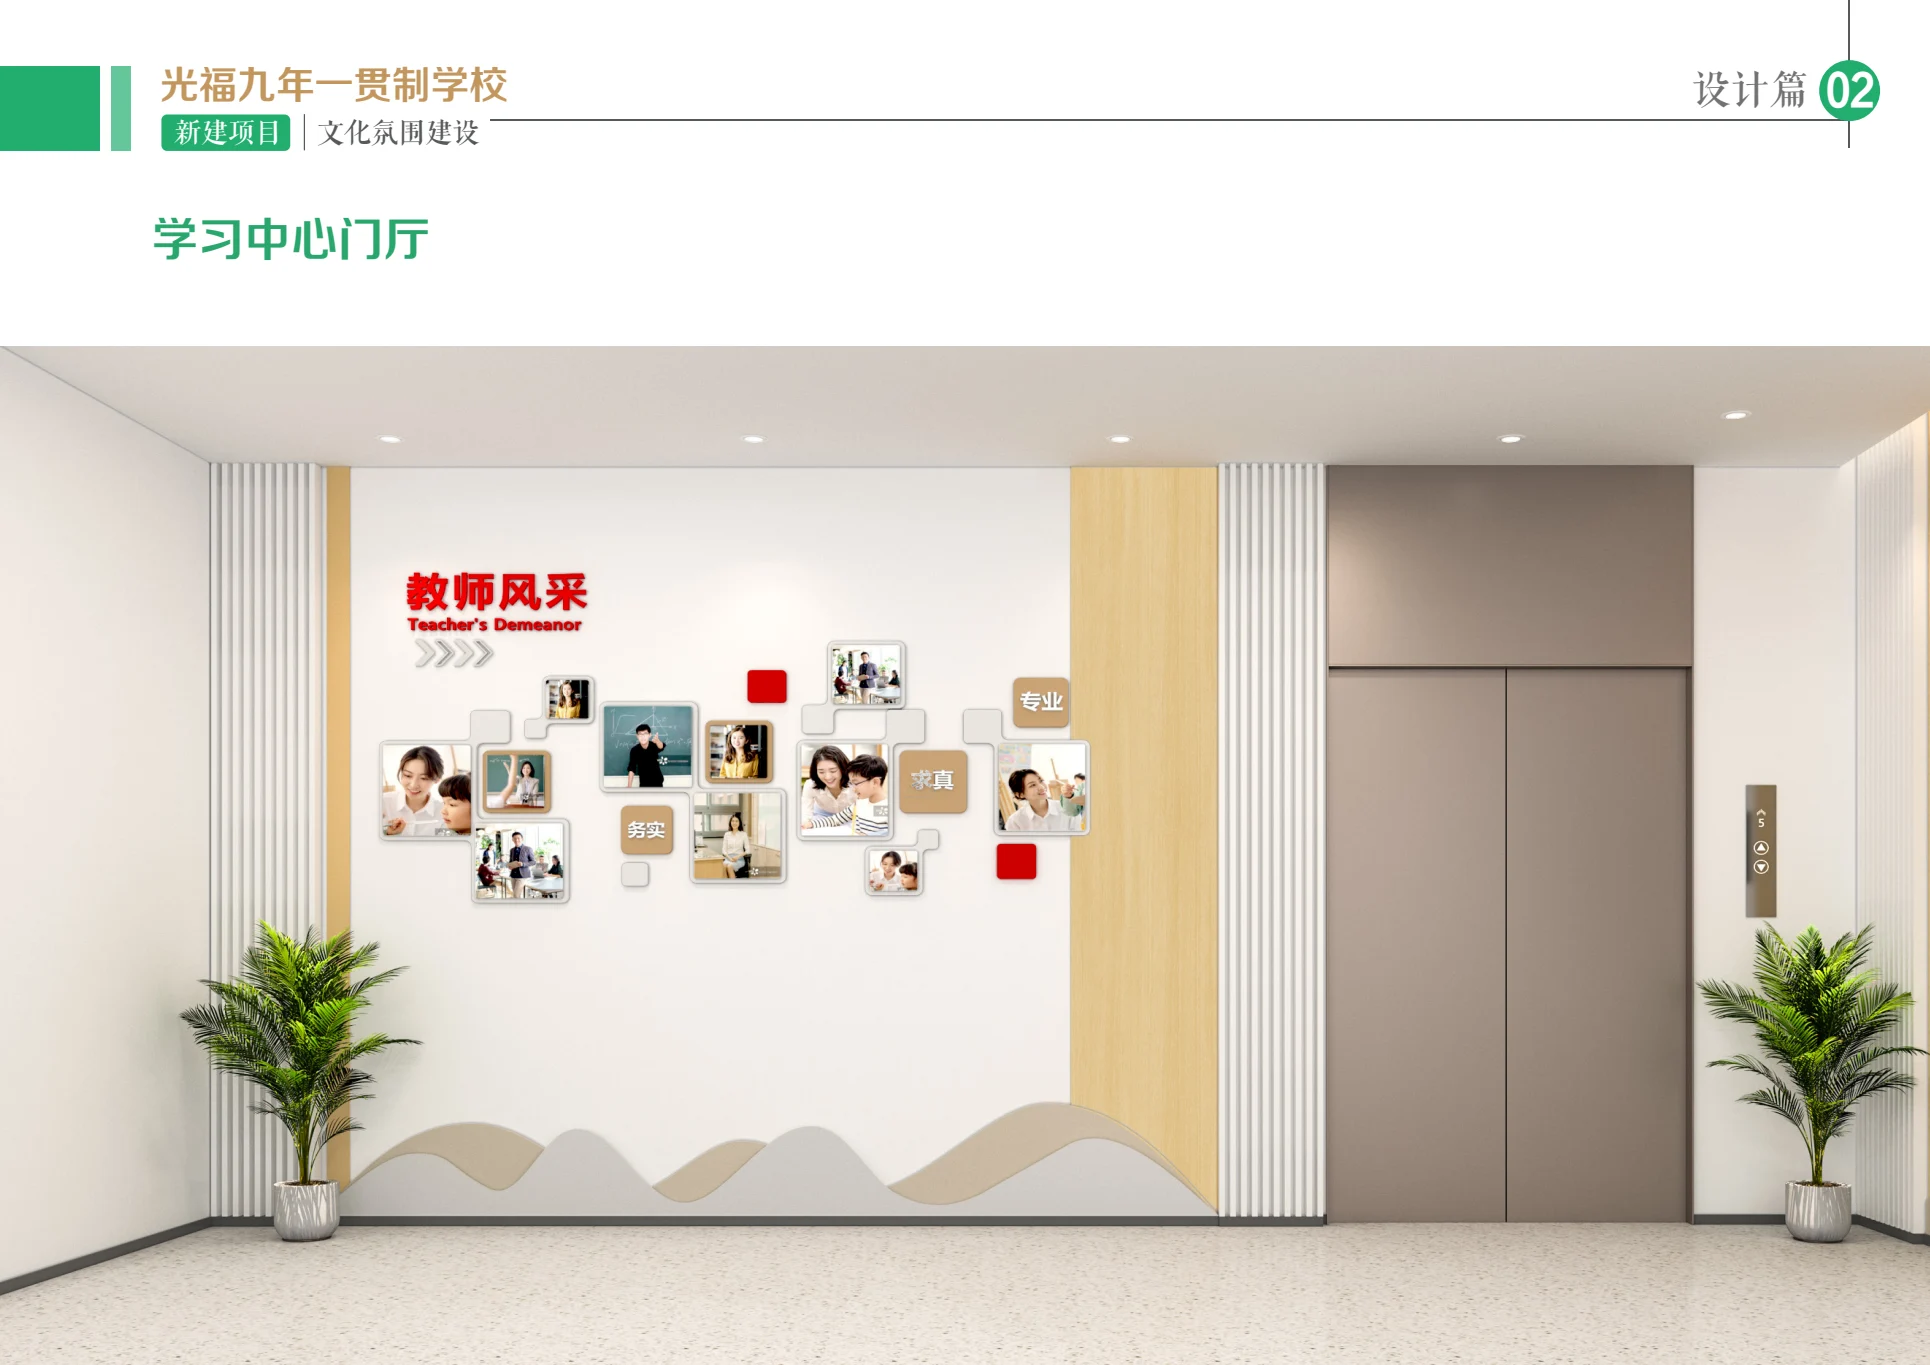 光福九年一贯制学校
新建项目 | 文化氛围建设
设计篇 02
学习中心门厅
教师风采
Teacher's Demeanor
专业
求真
务实
5